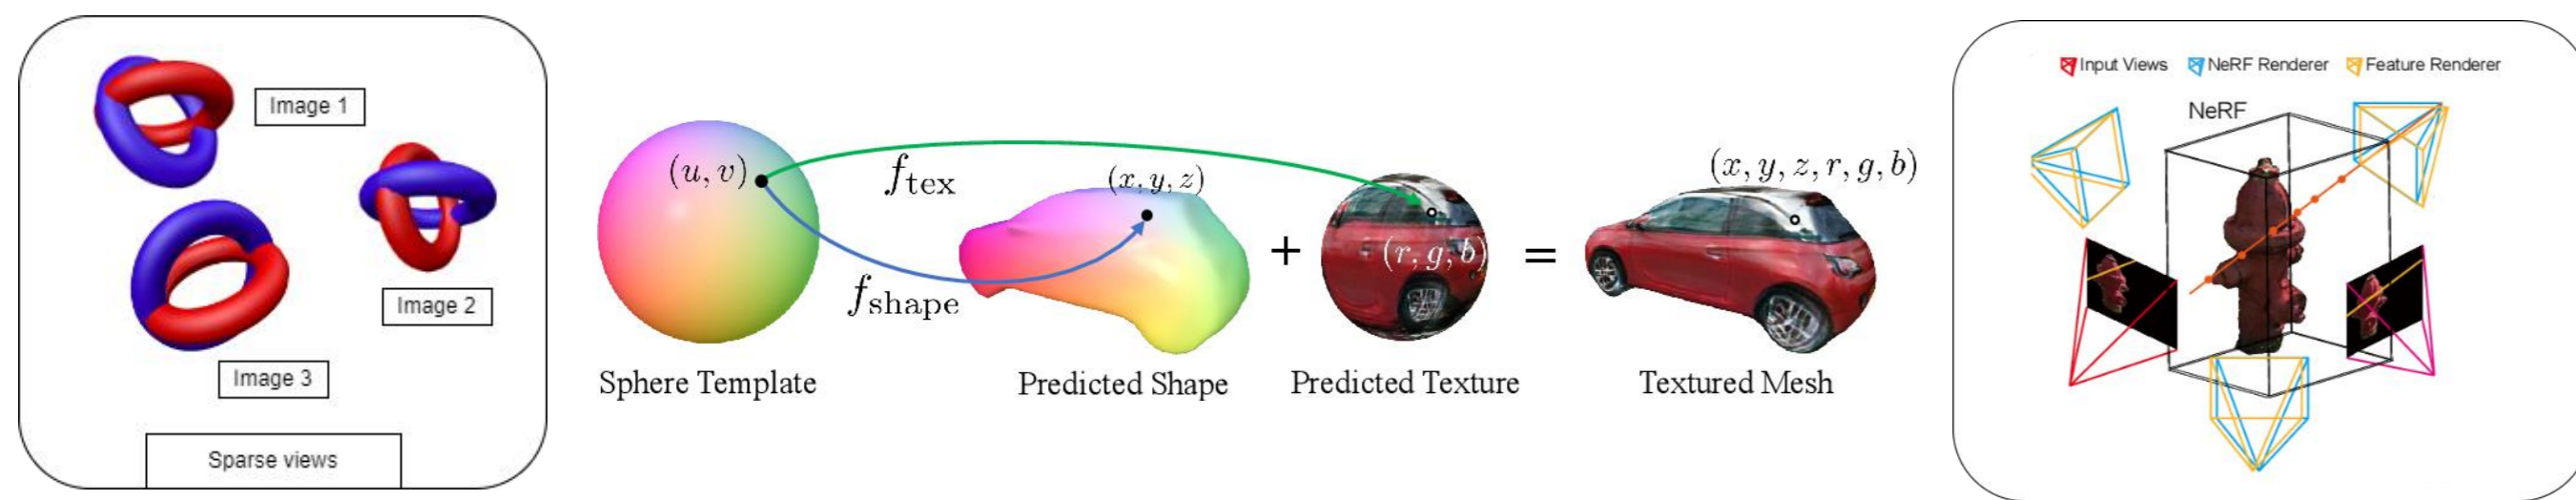 Image 1
Image 2
Image 3
Sparse views
(u, v)
f_tex
f_shape
(x, y, z)
+
(r, g, b)
=
(x, y, z, r, g, b)
Sphere Template
Predicted Shape
Predicted Texture
Textured Mesh
Input Views NeRF Renderer Feature Renderer
NeRF